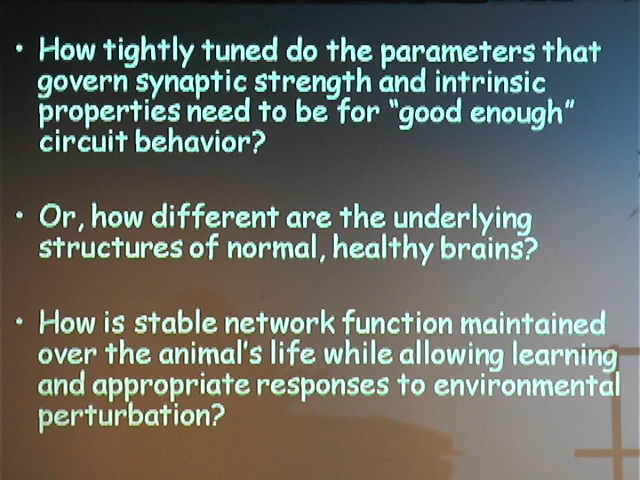 • How tightly tuned do the parameters that
govern synaptic strength and intrinsic
properties need to be for “good enough”
circuit behavior?
• Or, how different are the underlying
structures of normal, healthy brains?
• How is stable network function maintained
over the animal's life while allowing learning
and appropriate responses to environmental
perturbation?